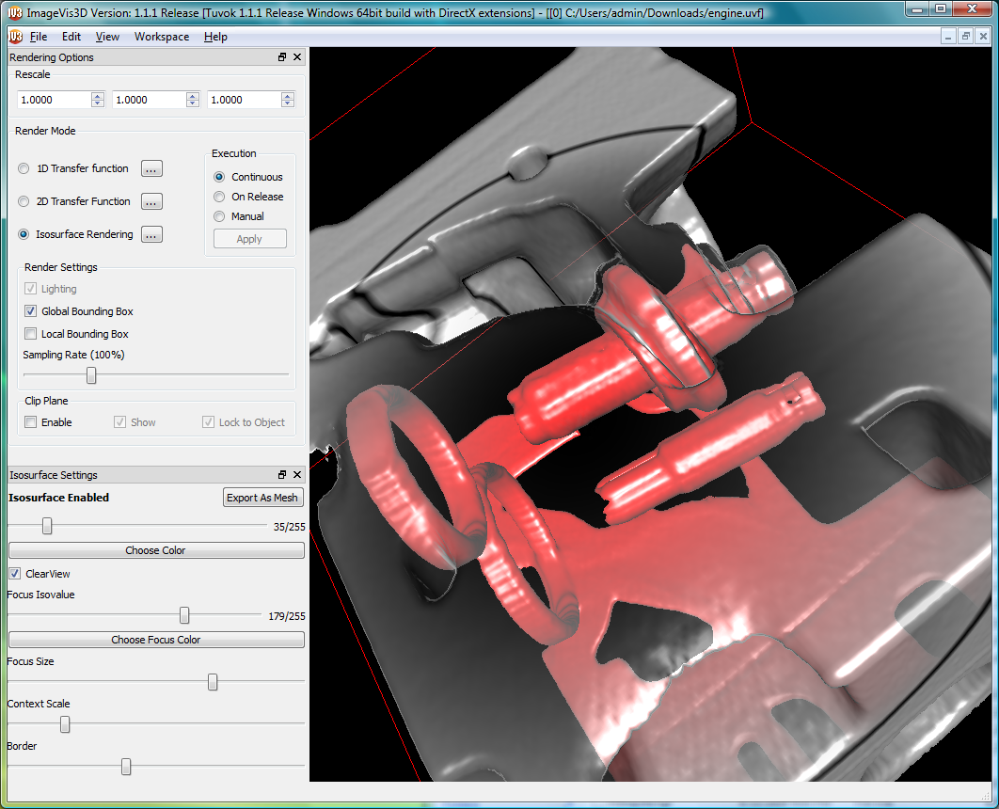 ImageVis3D Version: 1.1.1 Release [Tuvok 1.1.1 Release Windows 64bit build with DirectX extensions] - [[0] C:/Users/admin/Downloads/engine.uvf]
File Edit View Workspace Help
Rendering Options
Rescale
1.0000 1.0000 1.0000
Render Mode
Execution
1D Transfer function ...
Continuous
2D Transfer Function ...
On Release
Manual
Isosurface Rendering ...
Apply
Render Settings
Lighting
Global Bounding Box
Local Bounding Box
Sampling Rate (100%)
Clip Plane
Enable Show Lock to Object
Isosurface Settings
Isosurface Enabled Export As Mesh
35/255
Choose Color
ClearView
Focus Isovalue
179/255
Choose Focus Color
Focus Size
Context Scale
Border